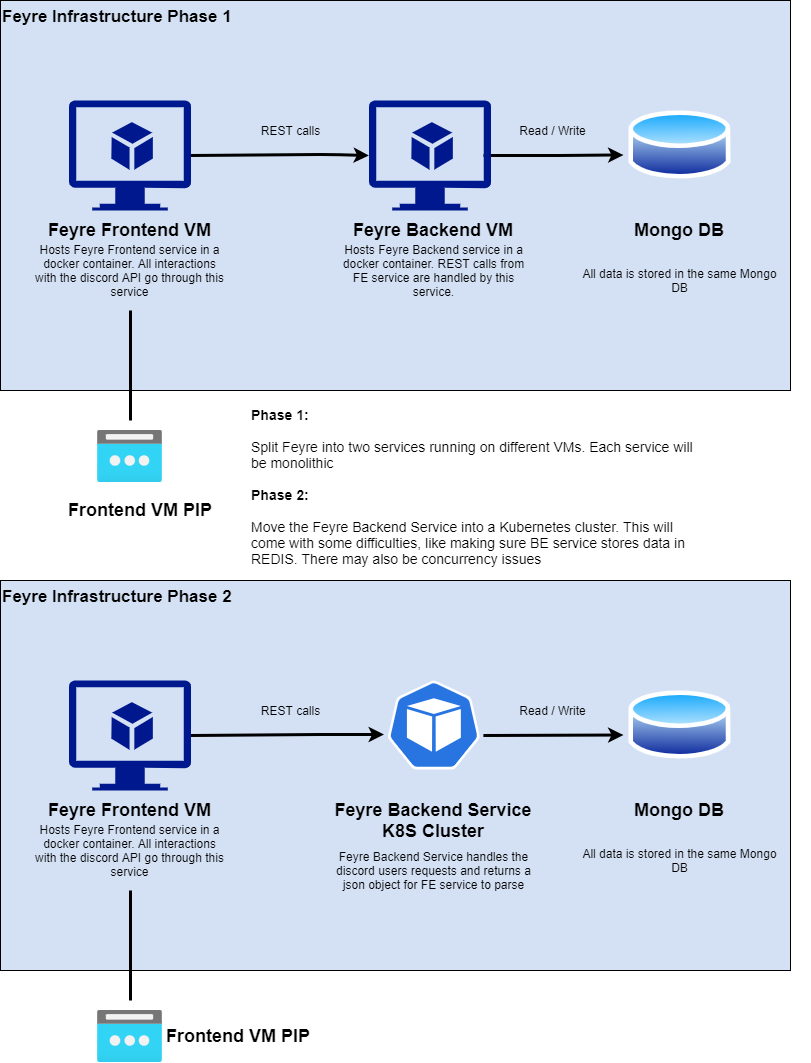 Feyre Infrastructure Phase 1
REST calls
Read / Write
Feyre Frontend VM
Hosts Feyre Frontend service in a
docker container. All interactions
with the discord API go through this
service
Feyre Backend VM
Hosts Feyre Backend service in a
docker container. REST calls from
FE service are handled by this
service.
Mongo DB
All data is stored in the same Mongo
DB
Frontend VM PIP
Phase 1:
Split Feyre into two services running on different VMs. Each service will
be monolithic
Phase 2:
Move the Feyre Backend Service into a Kubernetes cluster. This will
come with some difficulties, like making sure BE service stores data in
REDIS. There may also be concurrency issues
Feyre Infrastructure Phase 2
REST calls
Read / Write
Feyre Frontend VM
Hosts Feyre Frontend service in a
docker container. All interactions
with the discord API go through this
service
Feyre Backend Service
K8S Cluster
Feyre Backend Service handles the
discord users requests and returns a
json object for FE service to parse
Mongo DB
All data is stored in the same Mongo
DB
Frontend VM PIP